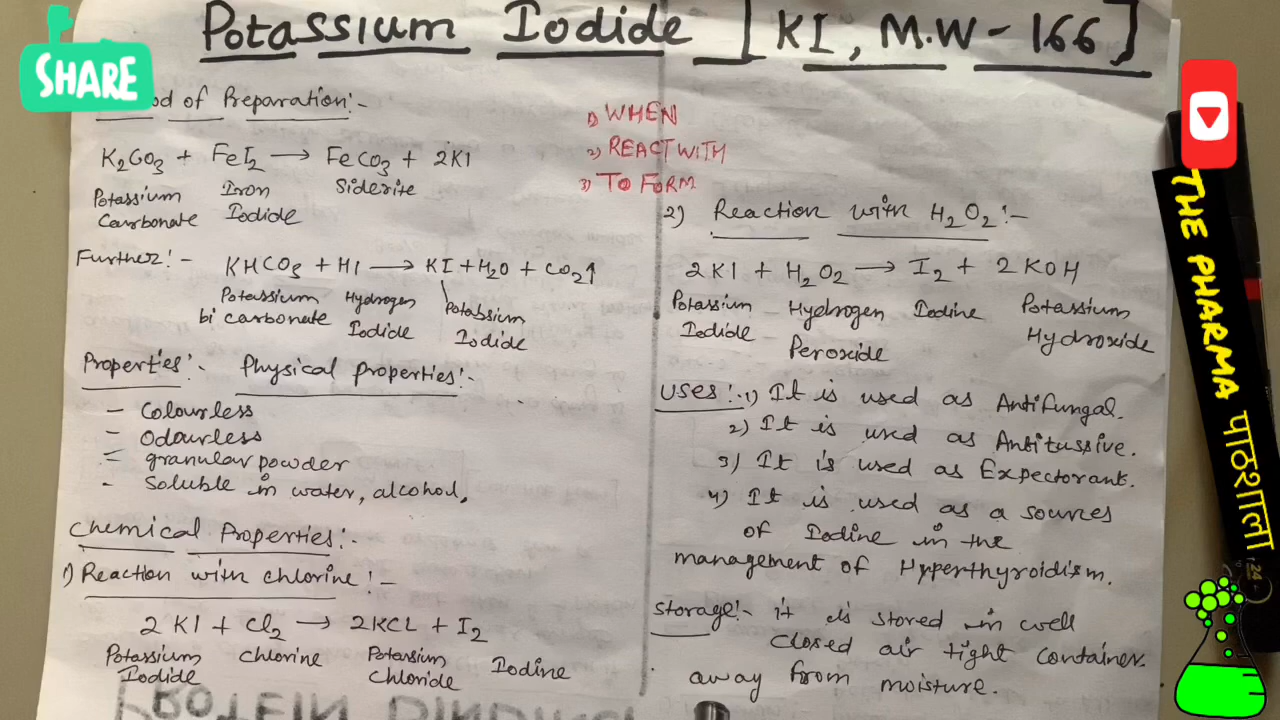 Potassium Iodide [KI, M.W - 166]
SHARE
od of Preparation:-
K₂CO₃ + FeI₂ → FeCO₃ + 2KI
Potassium Carbonate
Iron Iodide
Siderite
Further:-
KHCO₃ + HI → KI + H₂O + CO₂↑
Potassium bi carbonate
Hydrogen Iodide
Potassium Iodide
Properties:- Physical Properties:-
- Colourless
- Odourless
- granular powder
- Soluble in water, alcohol,
Chemical Properties:-
1) Reaction with chlorine:-
2KI + Cl₂ → 2KCL + I₂
Potassium Iodide
Chlorine
Potassium Chloride
Iodine
1) WHEN
2) REACT WITH
3) TO FORM
2) Reaction with H₂O₂:-
2KI + H₂O₂ → I₂ + 2KOH
Potassium Iodide
Hydrogen Peroxide
Iodine
Potassium Hydroxide
Uses:- 1) It is used as Antifungal.
2) It is used as Antitussive.
3) It is used as Expectorant.
4) It is used as a sources
of Iodine in the
management of Hyperthyroidism.
Storage:- it is stored in well
closed air tight container.
away from moisture.
THE PHARMA पाठशाला